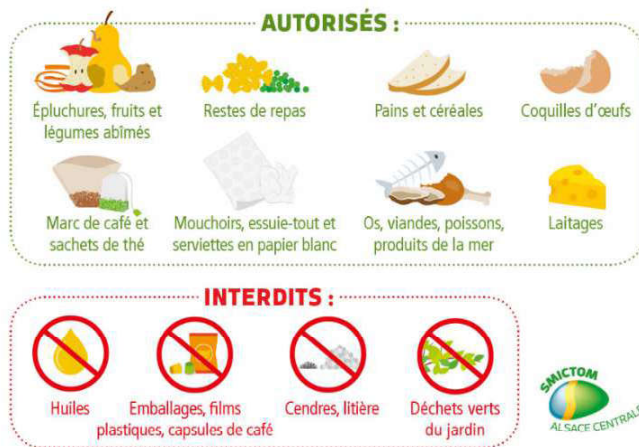 AUTORISÉS :
Épluchures, fruits et
légumes abîmés
Restes de repas
Pains et céréales
Coquilles d'œufs
Marc de café et
sachets de thé
Mouchoirs, essuie-tout et
serviettes en papier blanc
Os, viandes, poissons,
produits de la mer
Laitages
INTERDITS :
Huiles
Emballages, films
plastiques, capsules de café
Cendres, litière
Déchets verts
du jardin
SMICTOM
ALSACE CENTRALE